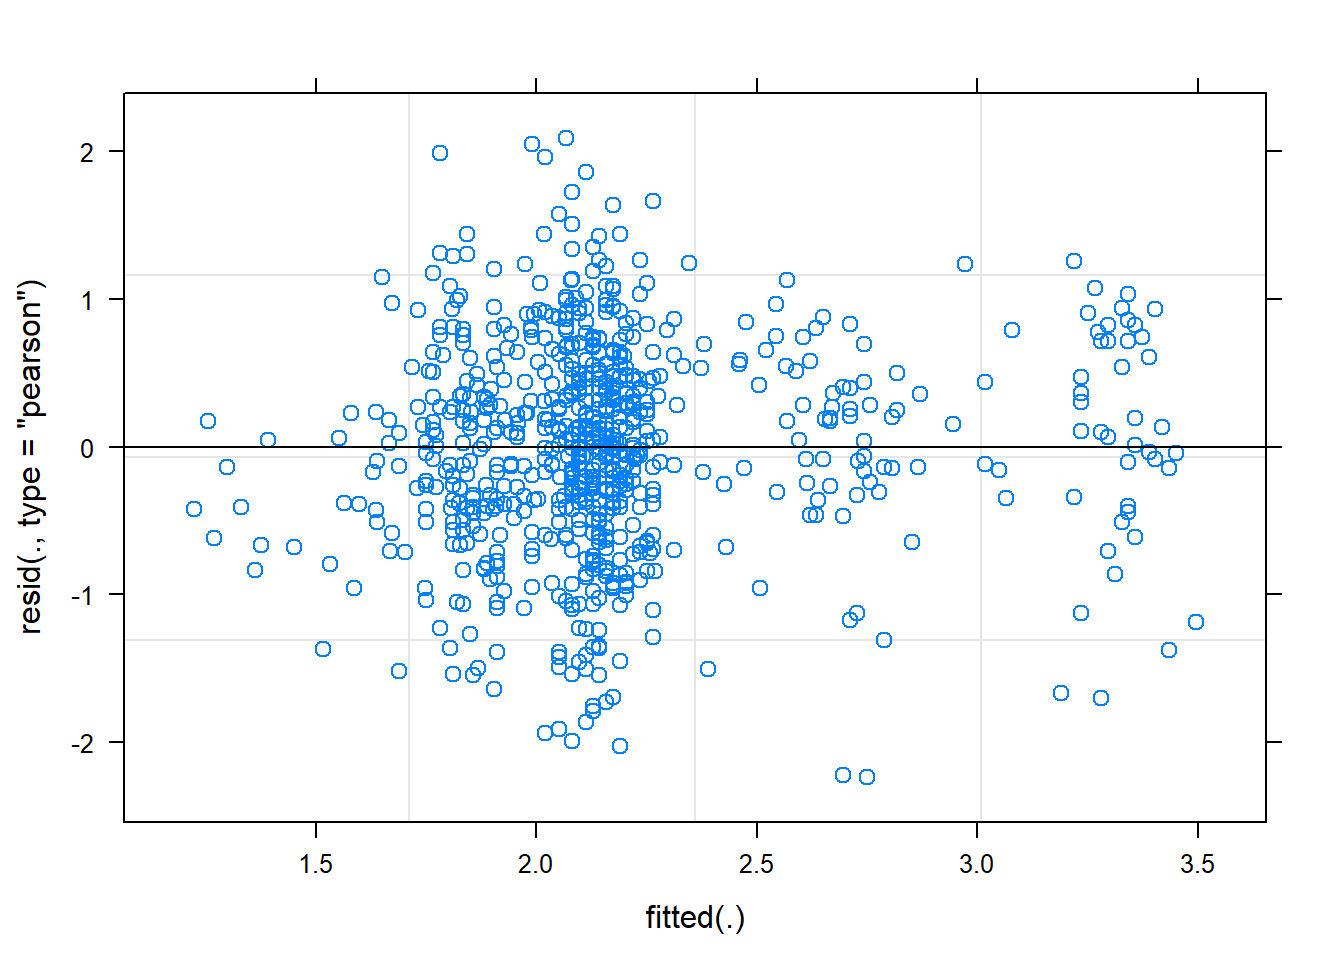 2
1
0
-1
-2
resid(., type = "pearson")
1.5 2.0 2.5 3.0 3.5
fitted(.)